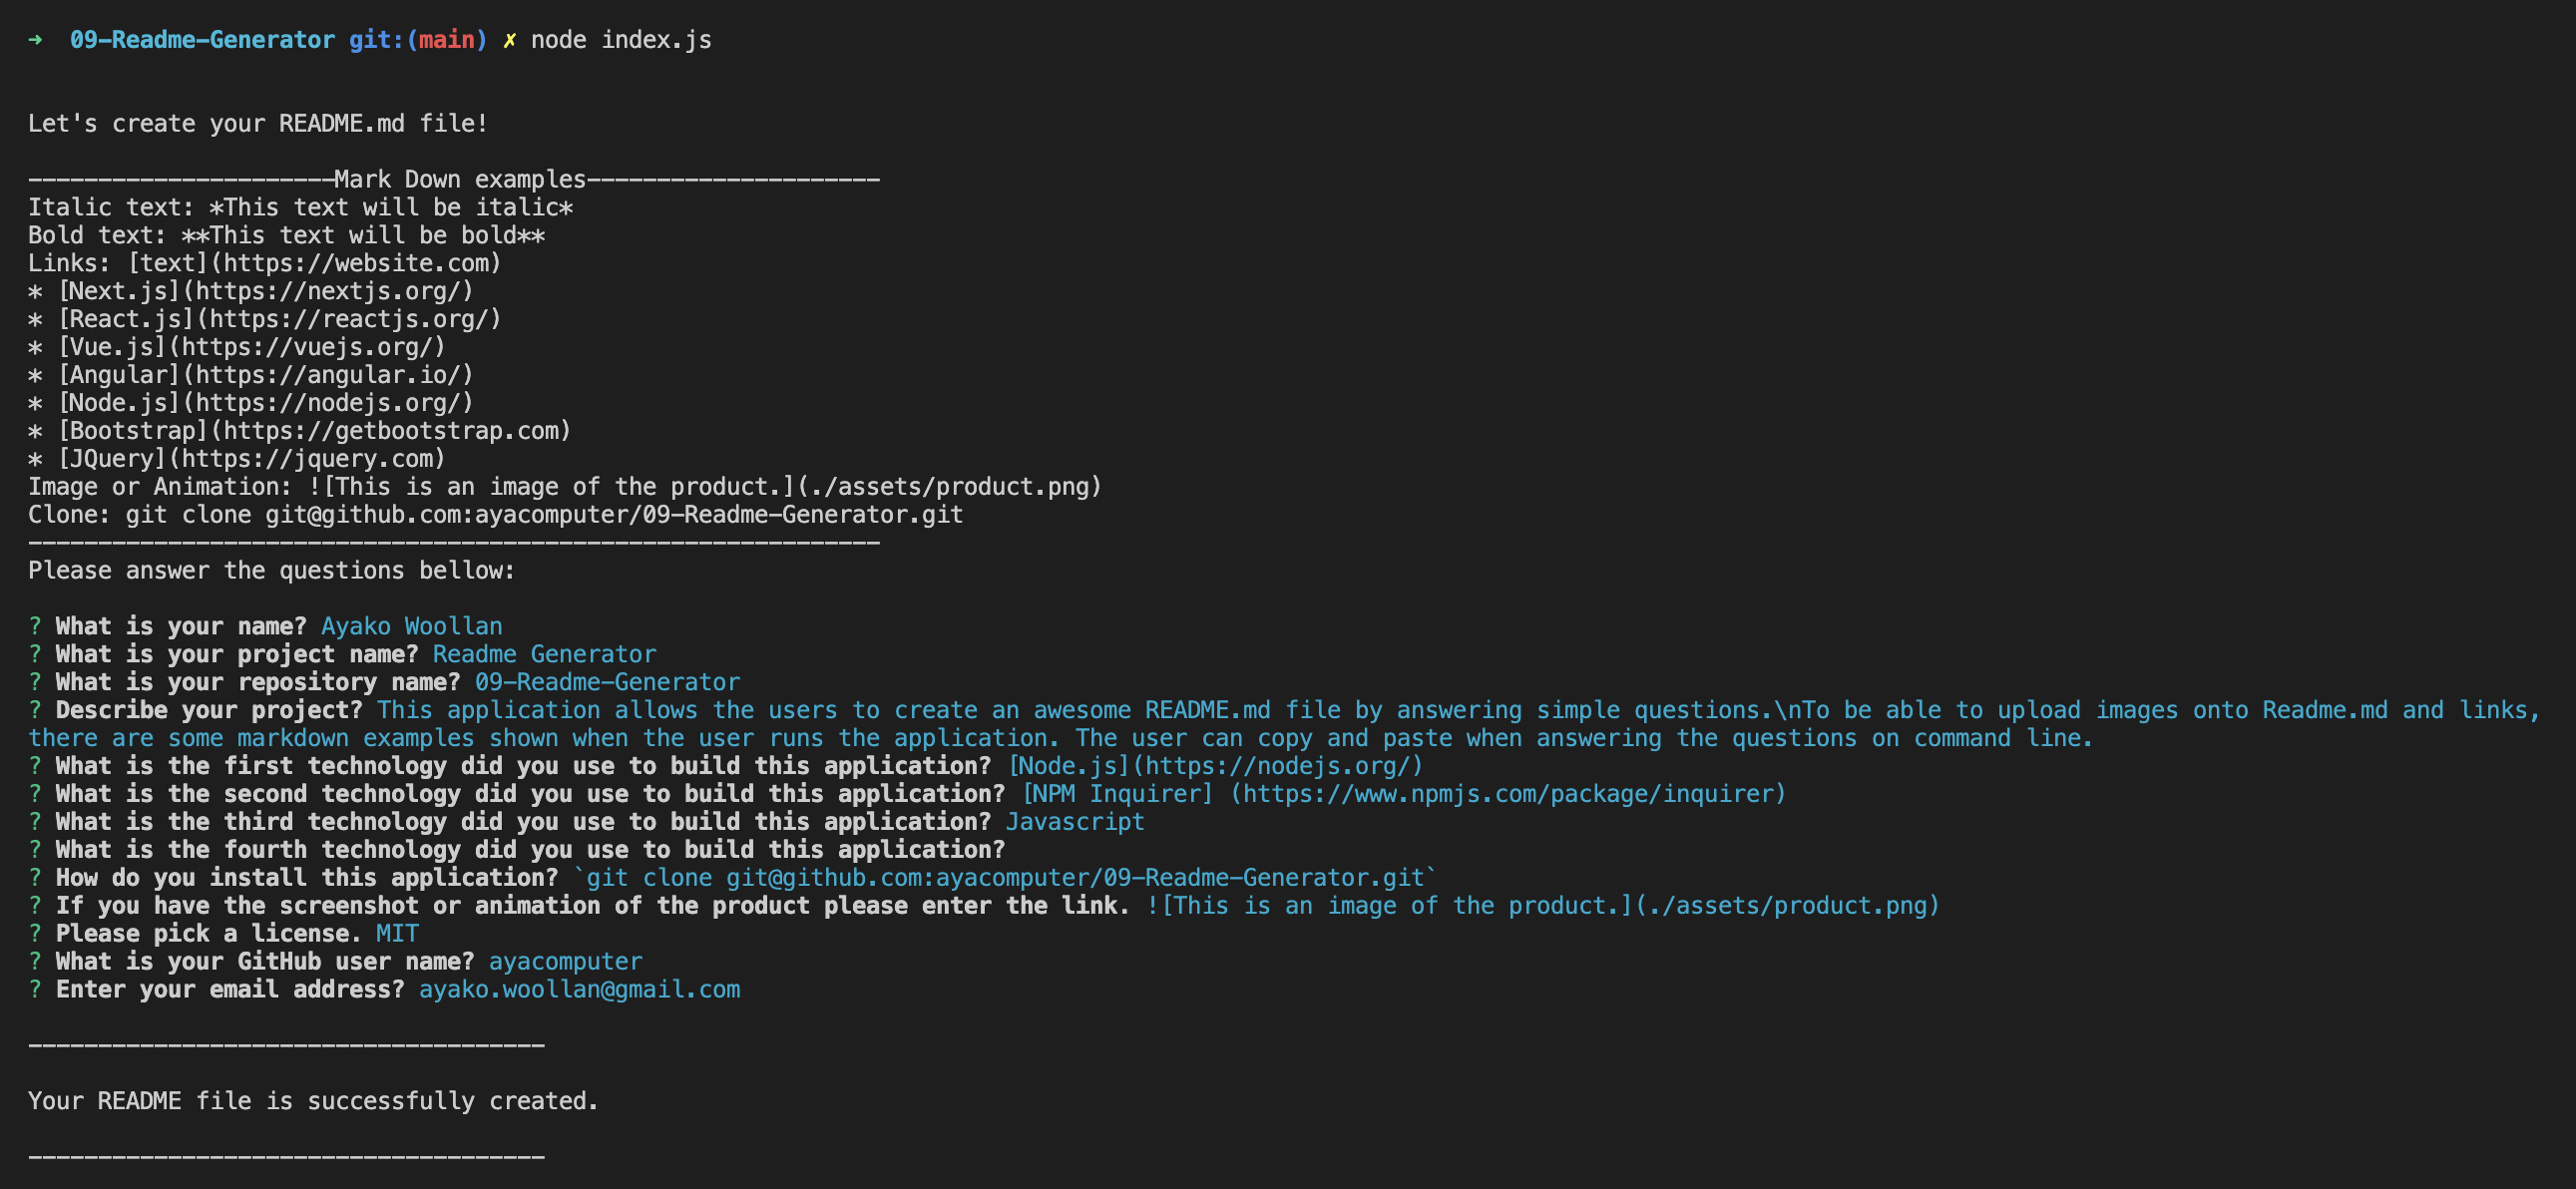 ➜  09-Readme-Generator git:(main) ✗ node index.js
Let's create your README.md file!
----------------------Mark Down examples---------------------
Italic text: *This text will be italic*
Bold text: **This text will be bold**
Links: [text](https://website.com)
* [Next.js](https://nextjs.org/)
* [React.js](https://reactjs.org/)
* [Vue.js](https://vuejs.org/)
* [Angular](https://angular.io/)
* [Node.js](https://nodejs.org/)
* [Bootstrap](https://getbootstrap.com)
* [JQuery](https://jquery.com)
Image or Animation: ![This is an image of the product.](./assets/product.png)
Clone: git clone git@github.com:ayacomputer/09-Readme-Generator.git
-------------------------------------------------------------
Please answer the questions bellow:
? What is your name? Ayako Woollan
? What is your project name? Readme Generator
? What is your repository name? 09-Readme-Generator
? Describe your project? This application allows the users to create an awesome README.md file by answering simple questions.\nTo be able to upload images onto Readme.md and links,
there are some markdown examples shown when the user runs the application. The user can copy and paste when answering the questions on command line.
? What is the first technology did you use to build this application? [Node.js](https://nodejs.org/)
? What is the second technology did you use to build this application? [NPM Inquirer] (https://www.npmjs.com/package/inquirer)
? What is the third technology did you use to build this application? Javascript
? What is the fourth technology did you use to build this application?
? How do you install this application? `git clone git@github.com:ayacomputer/09-Readme-Generator.git`
? If you have the screenshot or animation of the product please enter the link. ![This is an image of the product.](./assets/product.png)
? Please pick a license. MIT
? What is your GitHub user name? ayacomputer
? Enter your email address? ayako.woollan@gmail.com
-------------------------------------
Your README file is successfully created.
-------------------------------------